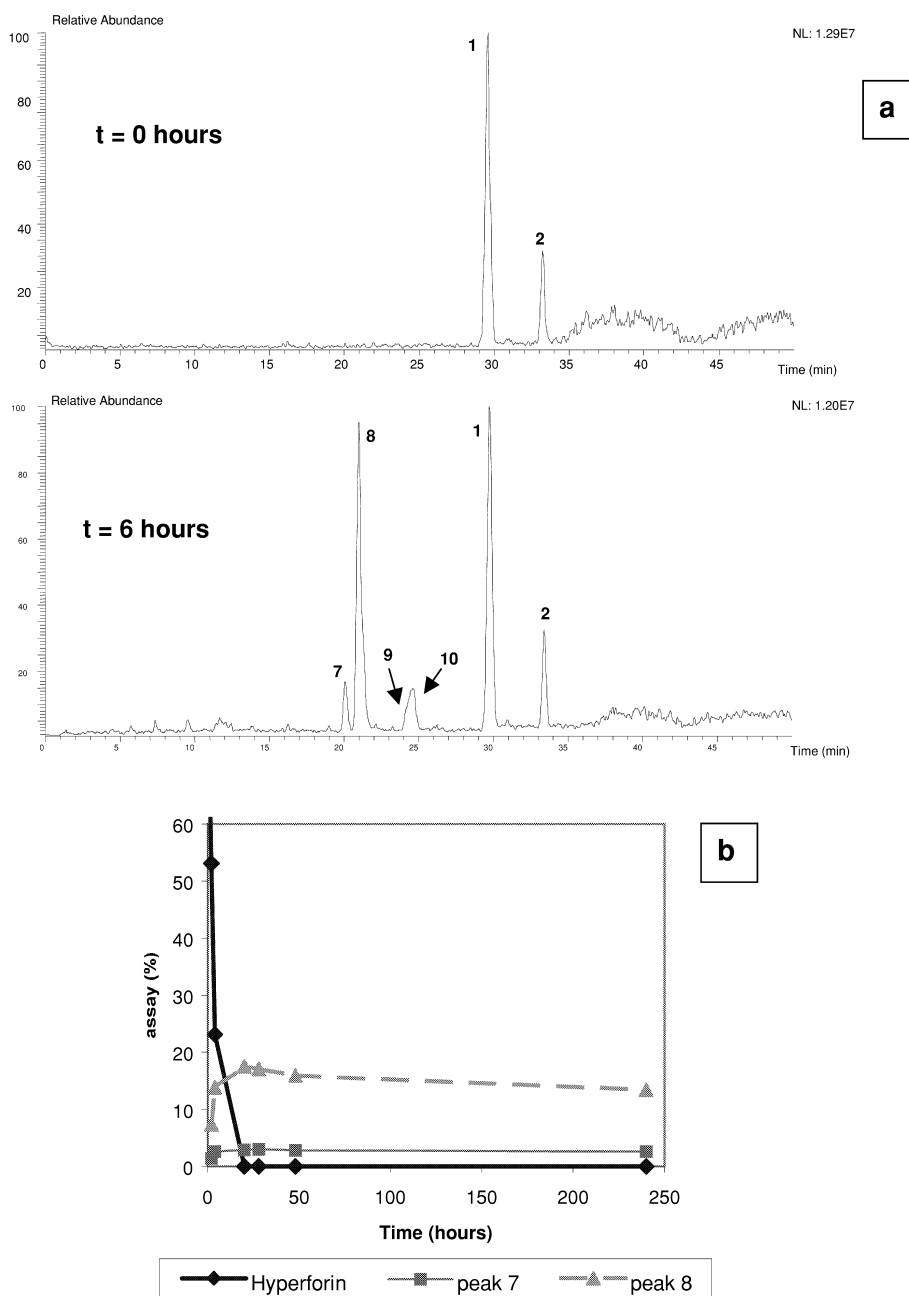 Relative Abundance
NL: 1.29E7
a
t = 0 hours
100
80
60
40
20
1
2
0 5 10 15 20 25 30 35 40 45
Time (min)
Relative Abundance
NL: 1.20E7
t = 6 hours
100
80
60
40
20
7
8
9
10
1
2
0 5 10 15 20 25 30 35 40 45
Time (min)
b
assay (%)
60
50
40
30
20
10
0
0 50 100 150 200 250
Time (hours)
Hyperforin peak 7 peak 8